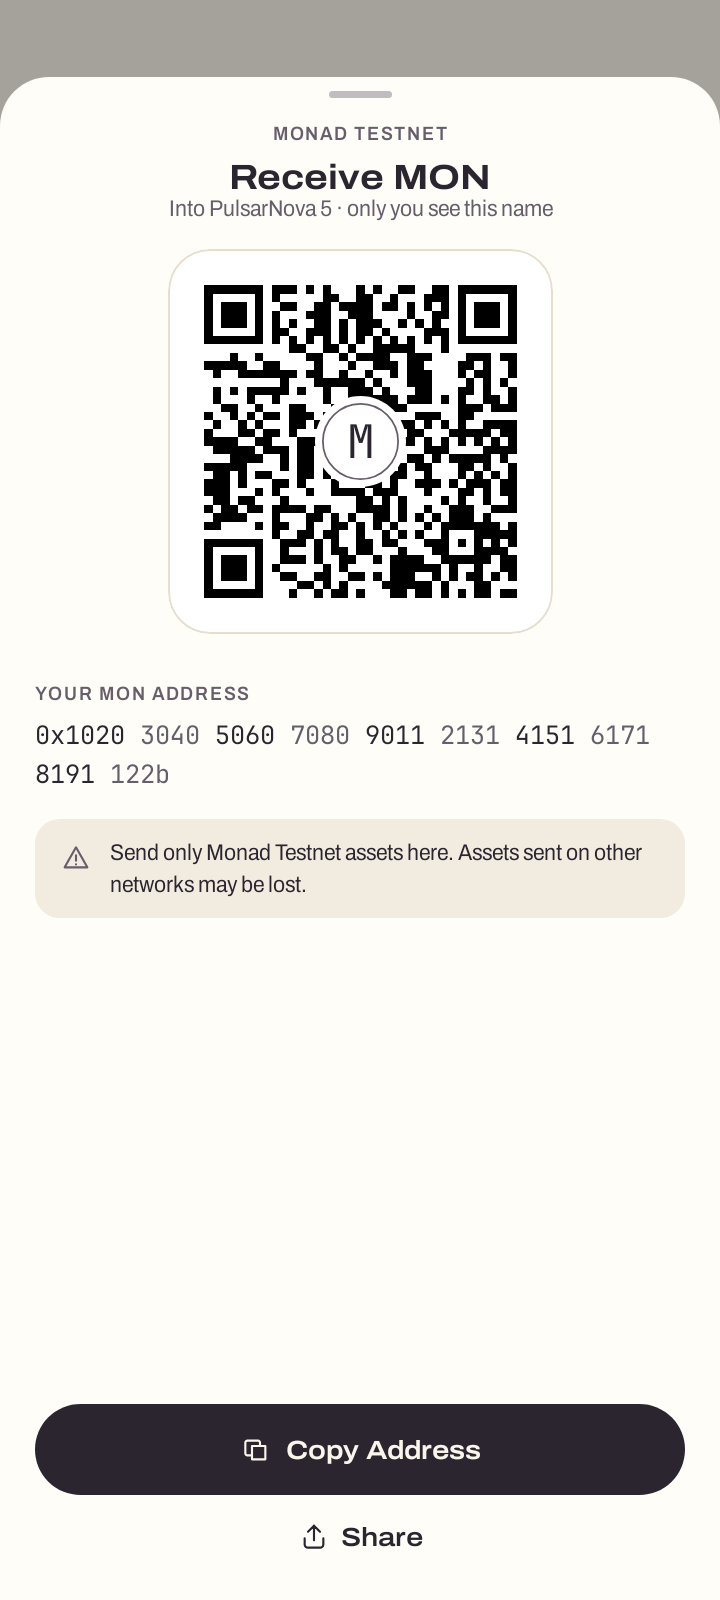 MONAD TESTNET
Receive MON
Into PulsarNova 5 · only you see this name
M
YOUR MON ADDRESS
0x1020 3040 5060 7080 9011 2131 4151 6171
8191 122b
Send only Monad Testnet assets here. Assets sent on other
networks may be lost.
Copy Address
Share